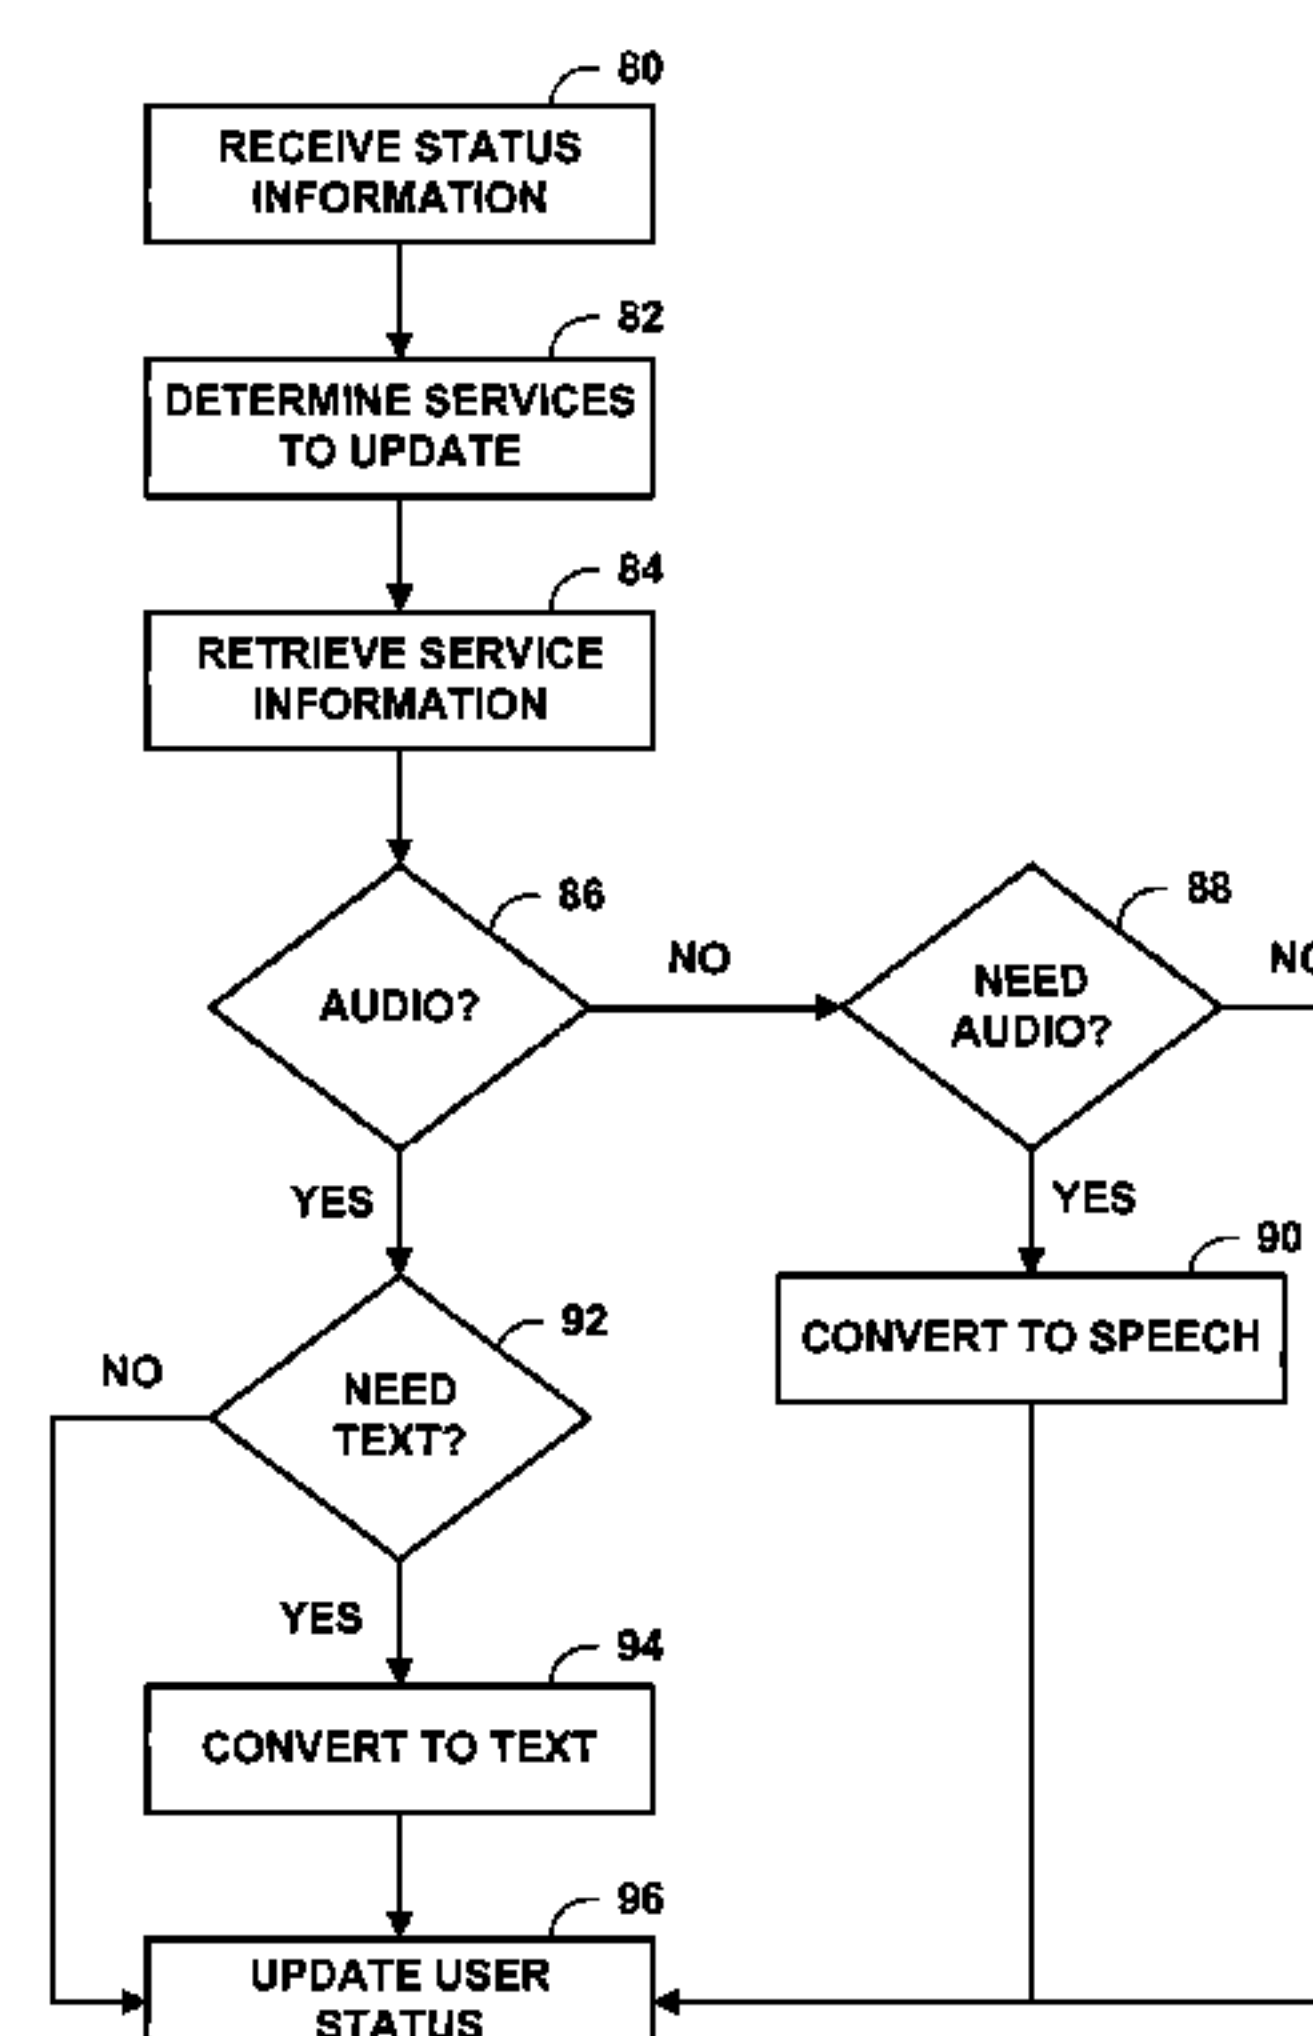 80
RECEIVE STATUS
INFORMATION
82
DETERMINE SERVICES
TO UPDATE
84
RETRIEVE SERVICE
INFORMATION
86
AUDIO?
NO
88
NEED
AUDIO?
NO
YES
92
NEED
TEXT?
NO
YES
90
CONVERT TO SPEECH
YES
94
CONVERT TO TEXT
96
UPDATE USER
STATUS